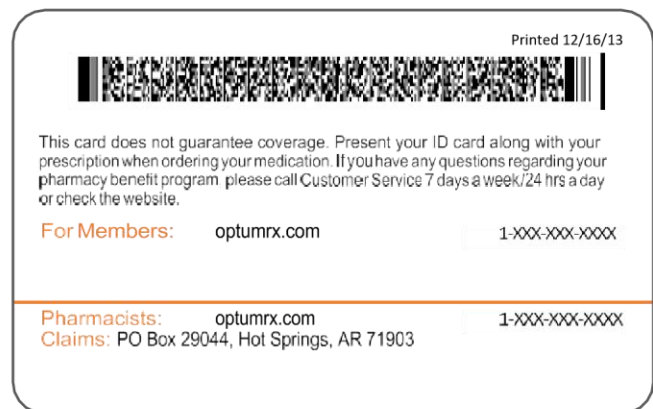 Printed 12/16/13
This card does not guarantee coverage. Present your ID card along with your
prescription when ordering your medication. If you have any questions regarding your
pharmacy benefit program. please call Customer Service 7 days a week/24 hrs a day
or check the website.
For Members: optumrx.com 1-XXX-XXX-XXXX
Pharmacists: optumrx.com 1-XXX-XXX-XXXX
Claims: PO Box 29044, Hot Springs, AR 71903